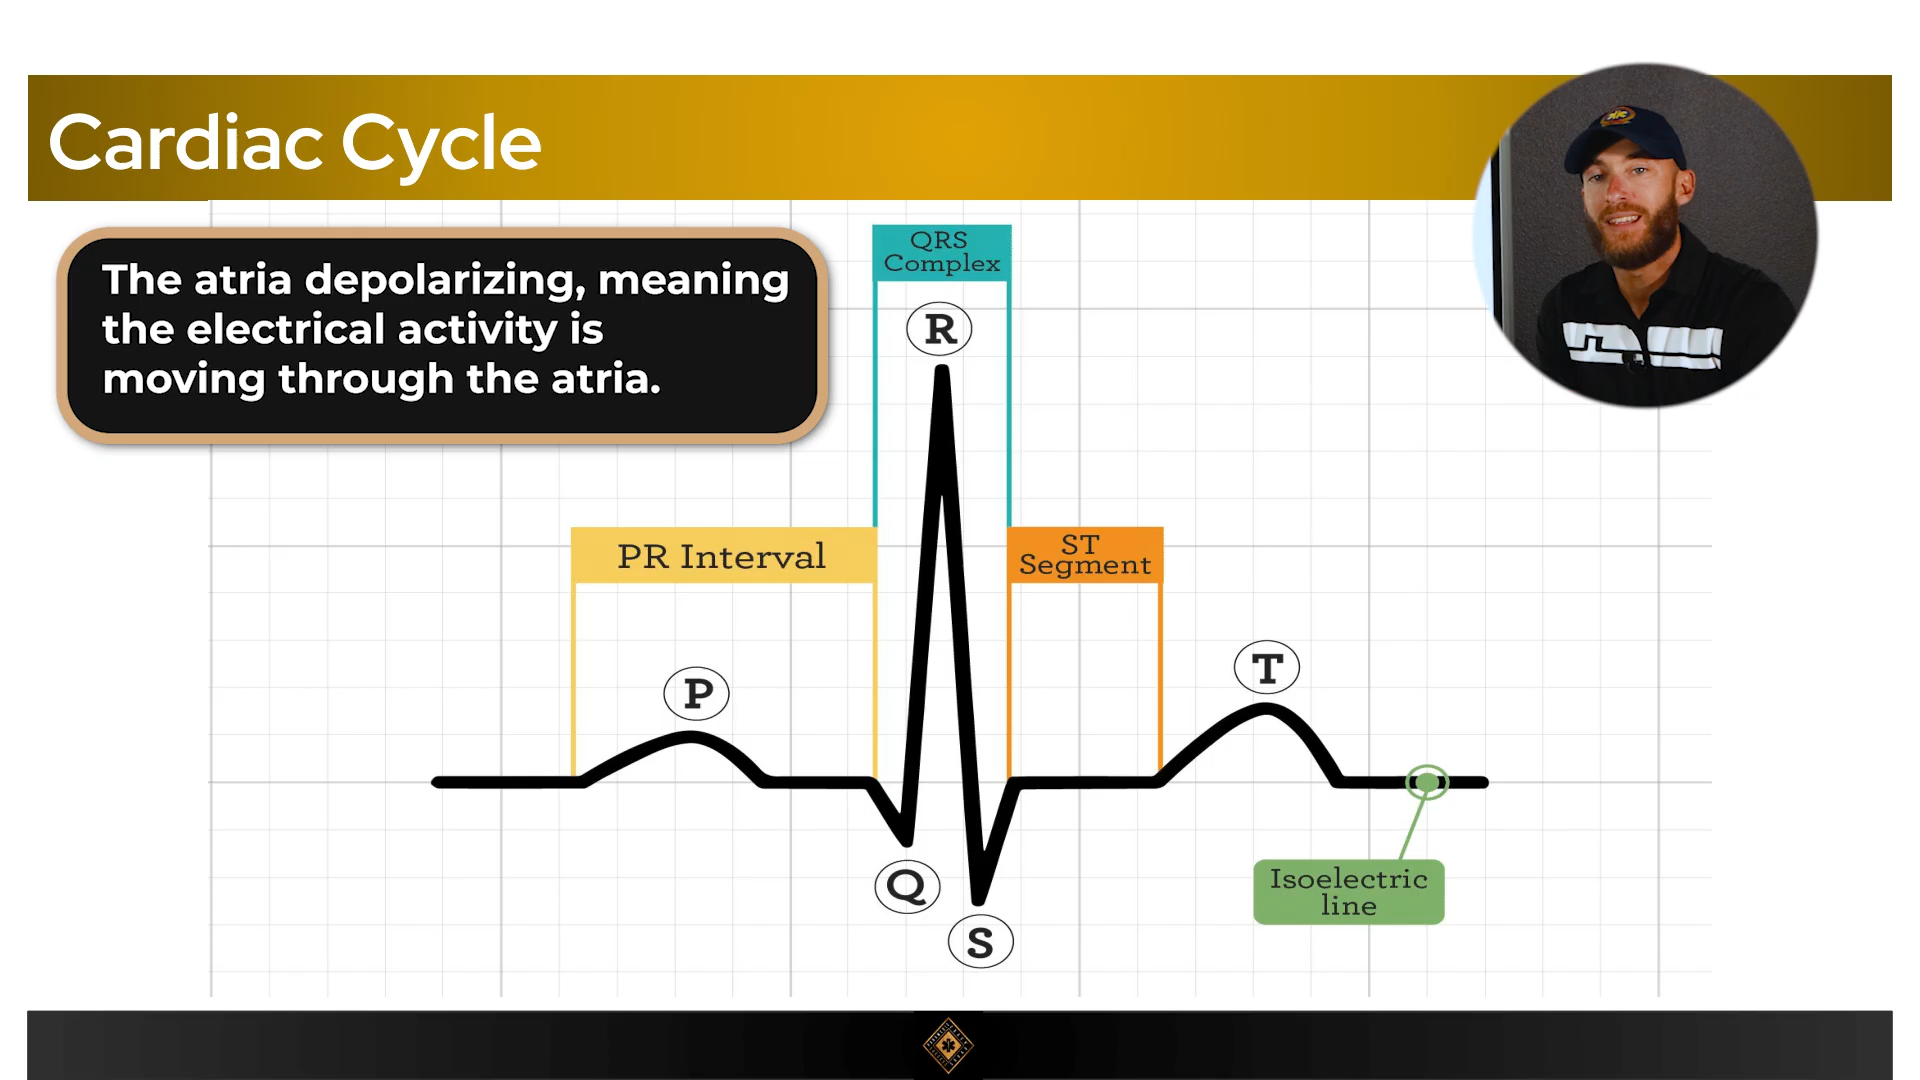 Cardiac Cycle
The atria depolarizing, meaning
the electrical activity is
moving through the atria.
QRS
Complex
R
PR Interval
ST
Segment
P
T
Q
S
Isoelectric
line